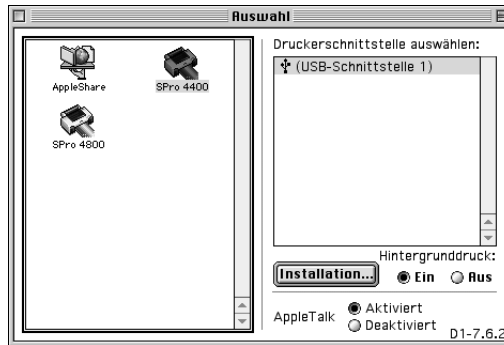 Auswahl
AppleShare
SPro 4400
SPro 4800
Druckerschnittstelle auswählen:
(USB-Schnittstelle 1)
Hintergrunddruck:
Installation...
Ein
Aus
AppleTalk
Aktiviert
Deaktiviert
D1-7.6.2